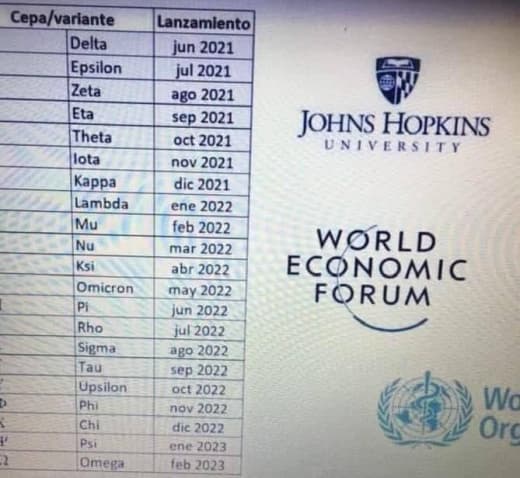 Cepa/variante Lanzamiento
Delta jun 2021
Epsilon jul 2021
Zeta ago 2021
Eta sep 2021
Theta oct 2021
Iota nov 2021
Kappa dic 2021
Lambda ene 2022
Mu feb 2022
Nu mar 2022
Ksi abr 2022
Omicron may 2022
Pi jun 2022
Rho jul 2022
Sigma ago 2022
Tau sep 2022
Upsilon oct 2022
Phi nov 2022
Chi dic 2022
Psi ene 2023
Omega feb 2023
JOHNS HOPKINS
UNIVERSITY
WORLD
ECONOMIC
FORUM
Wo
Org